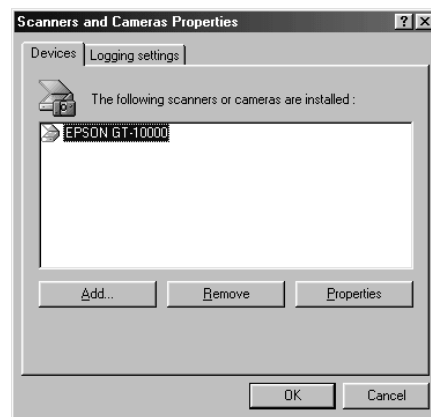 Scanners and Cameras Properties
Devices
Logging settings
The following scanners or cameras are installed :
EPSON GT-10000
Add...
Remove
Properties
OK
Cancel